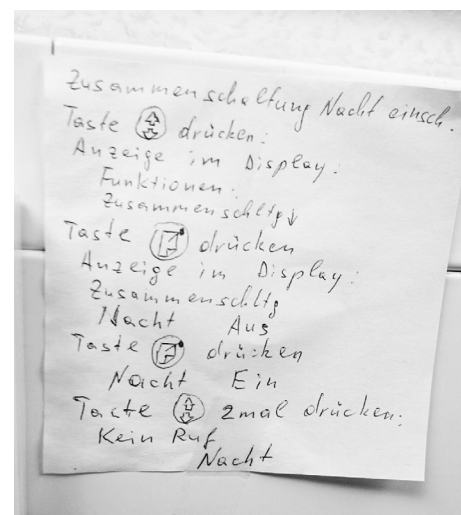 Zusammenschaltung Nacht einsch.
Taste drücken:
Anzeige im Display:
Funktionen:
Zusammenschltg↓
Taste drücken
Anzeige im Display:
Zusammenschltg
Nacht Aus
Taste drücken
Nacht Ein
Taste 2mal drücken:
Kein Ruf
Nacht